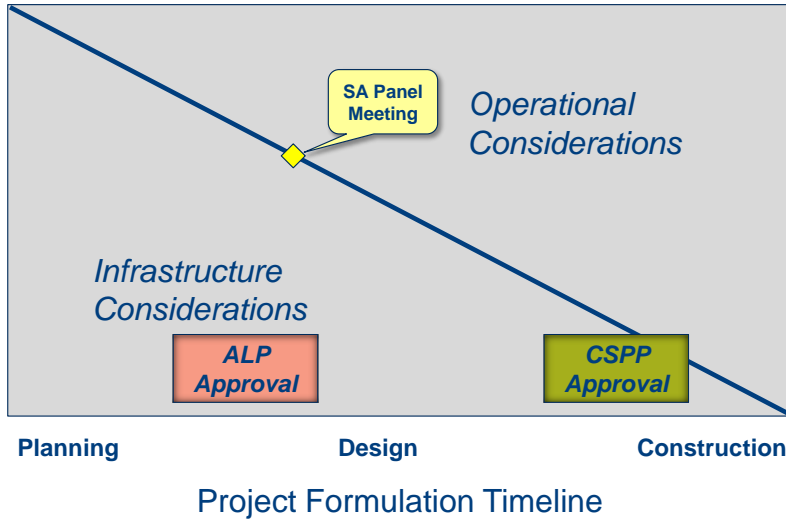 SA Panel
Meeting
Operational
Considerations
Infrastructure
Considerations
ALP
Approval
CSPP
Approval
Planning
Design
Construction
Project Formulation Timeline